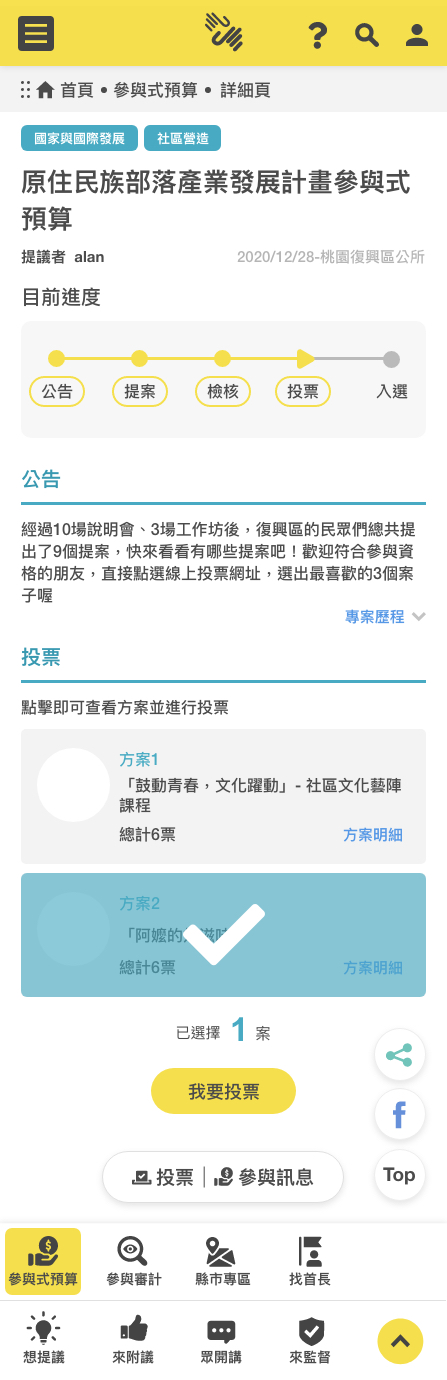 首頁 • 參與式預算 • 詳細頁
國家與國際發展 社區營造
原住民族部落產業發展計畫參與式
預算
提議者 alan 2020/12/28-桃園復興區公所
目前進度
公告 提案 檢核 投票 入選
公告
經過10場說明會、3場工作坊後，復興區的民眾們總共提
出了9個提案，快來看看有哪些提案吧！歡迎符合參與資
格的朋友，直接點選線上投票網址，選出最喜歡的3個案
子喔
專案歷程
投票
點擊即可查看方案並進行投票
方案1
「鼓動青春，文化躍動」- 社區文化藝陣
課程
總計6票 方案明細
方案2
「阿嬤的
總計6票 方案明細
已選擇 1 案
我要投票
Top
投票 | 參與訊息
參與式預算 參與審計 縣市專區 找首長
想提議 來附議 眾開講 來監督